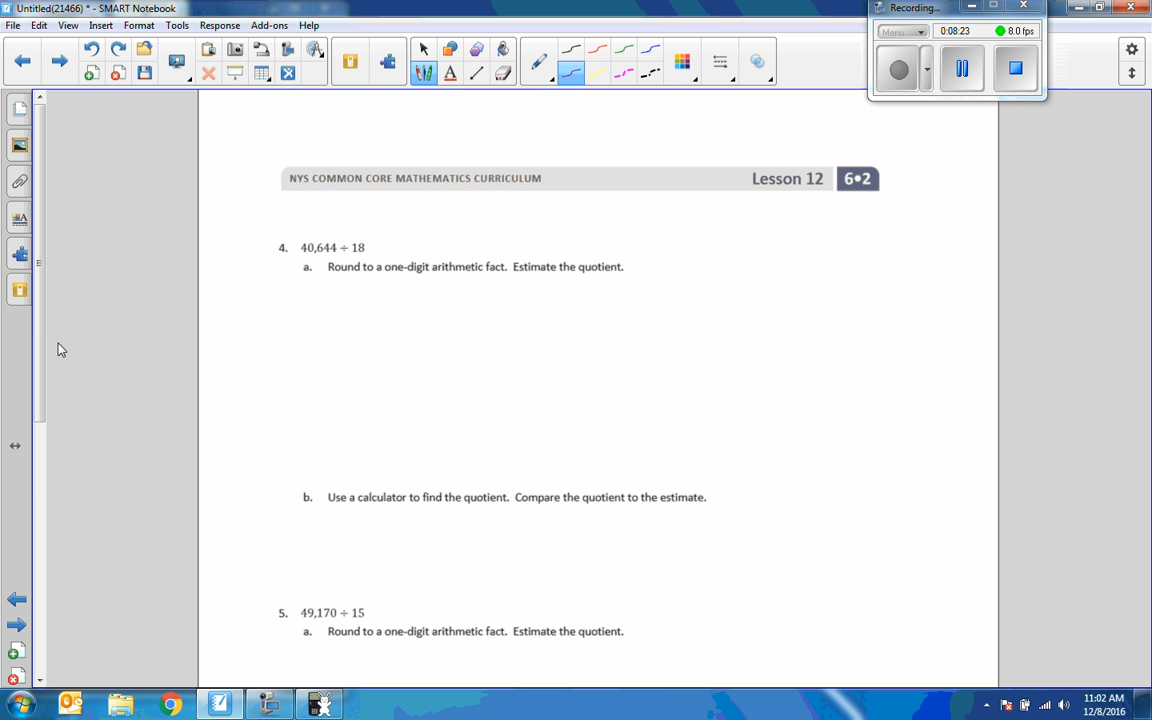 Untitled(21466) * - SMART Notebook
Recording...
File Edit View Insert Format Tools Response Add-ons Help
Menu 0:08:23 8.0 fps
NYS COMMON CORE MATHEMATICS CURRICULUM Lesson 12 6•2
4. 40,644 ÷ 18
a. Round to a one-digit arithmetic fact. Estimate the quotient.
b. Use a calculator to find the quotient. Compare the quotient to the estimate.
5. 49,170 ÷ 15
a. Round to a one-digit arithmetic fact. Estimate the quotient.
11:02 AM
12/8/2016